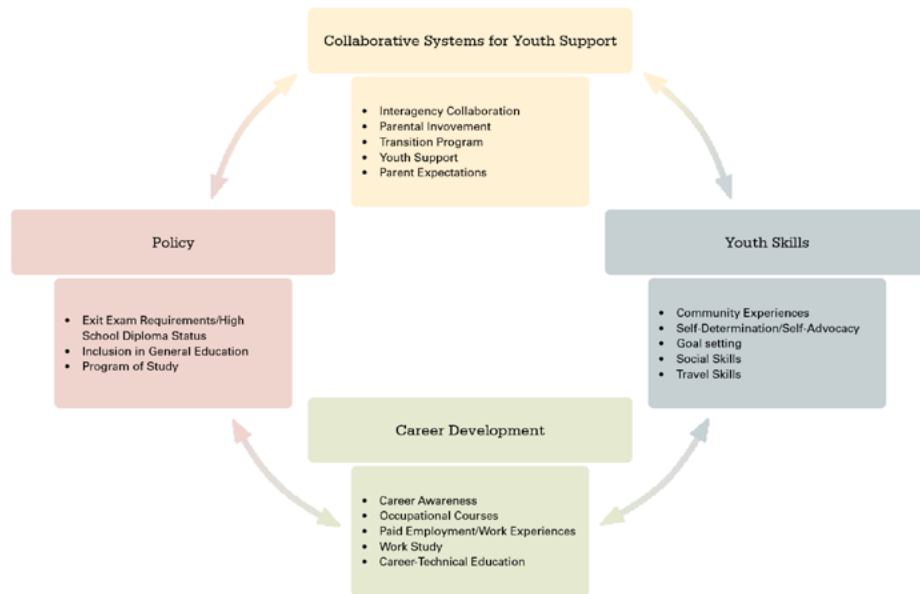 Collaborative Systems for Youth Support
• Interagency Collaboration
• Parental Invovement
• Transition Program
• Youth Support
• Parent Expectations
Policy
• Exit Exam Requirements/High
School Diploma Status
• Inclusion in General Education
• Program of Study
Youth Skills
• Community Experiences
• Self-Determination/Self-Advocacy
• Goal setting
• Social Skills
• Travel Skills
Career Development
• Career Awareness
• Occupational Courses
• Paid Employment/Work Experiences
• Work Study
• Career-Technical Education